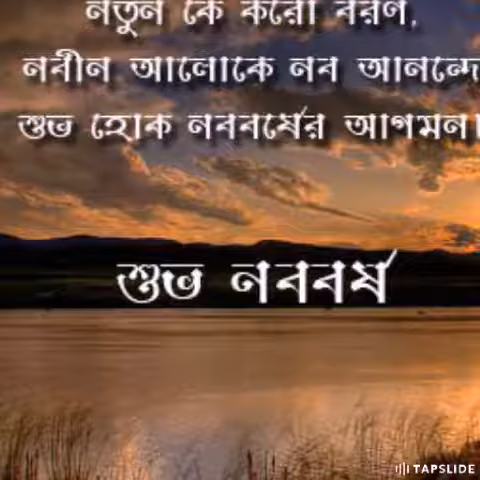 নতুন কে করো বরণ,
নবীন আলোকে নব আনন্দে
শুভ হোক নববর্ষের আগমন।
শুভ নববর্ষ
TAPSLIDE